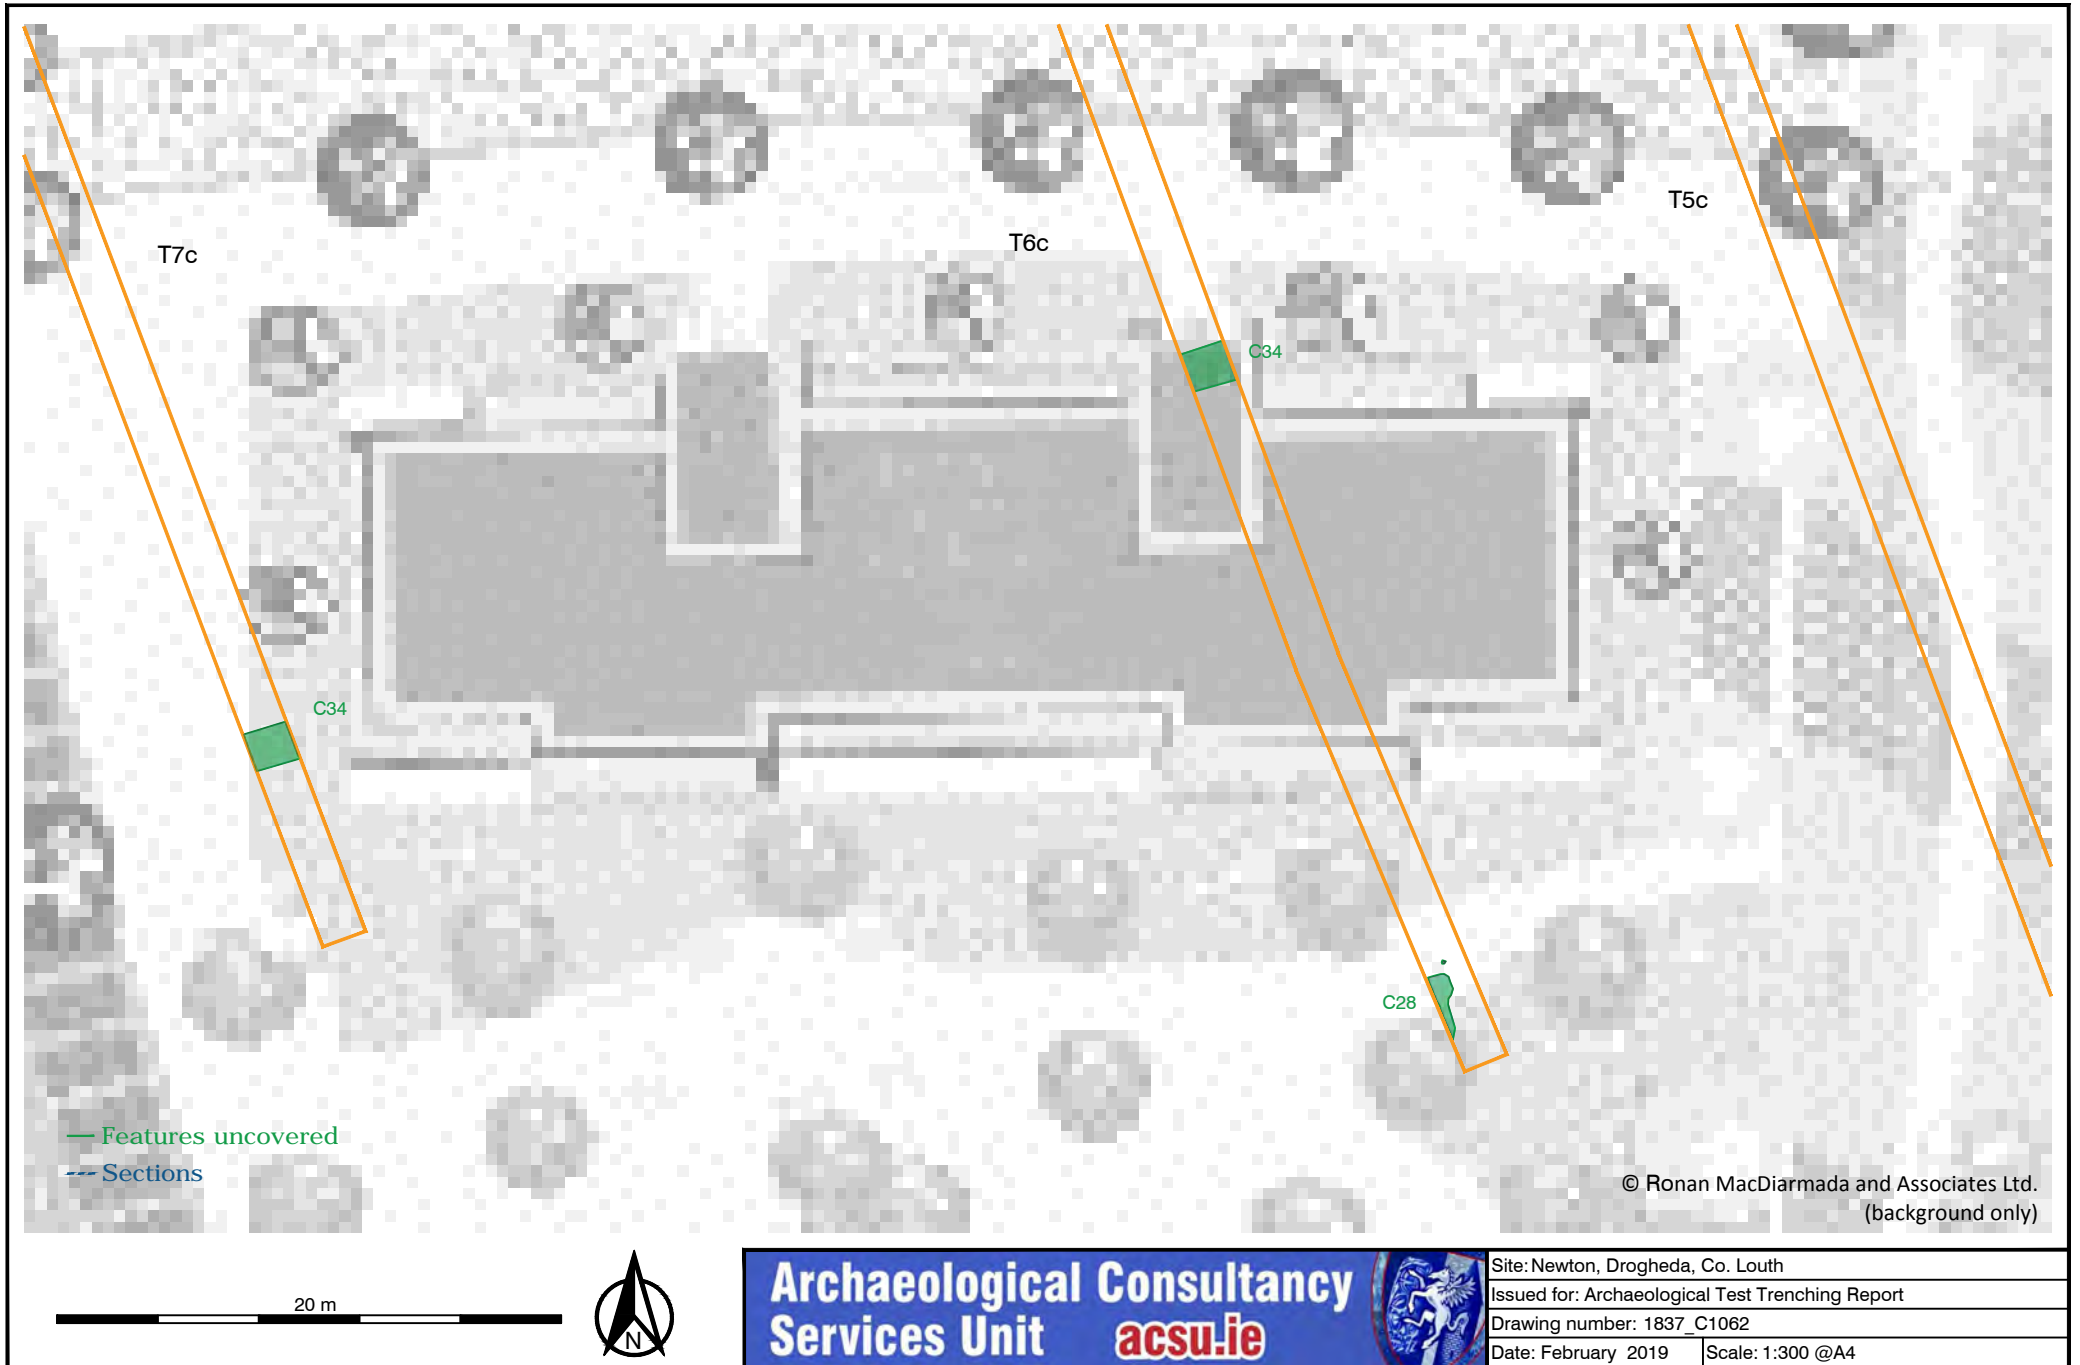 T7c
T6c
T5c
C34
C34
C28
Features uncovered
Sections
© Ronan MacDiarmada and Associates Ltd.
(background only)
20 m
N
Archaeological Consultancy
Services Unit acsu.ie
Site: Newton, Drogheda, Co. Louth
Issued for: Archaeological Test Trenching Report
Drawing number: 1837_C1062
Date: February 2019 Scale: 1:300 @A4